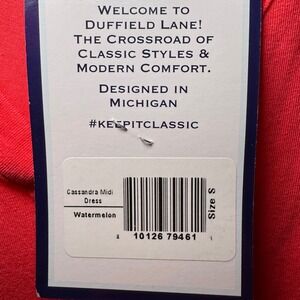 WELCOME TO
DUFFIELD LANE!
THE CROSSROAD OF
CLASSIC STYLES &
MODERN COMFORT.
DESIGNED IN
MICHIGAN
#KEEPITCLASSIC
Cassandra Midi
Dress
Watermelon
Size S
8 10126 79461 1